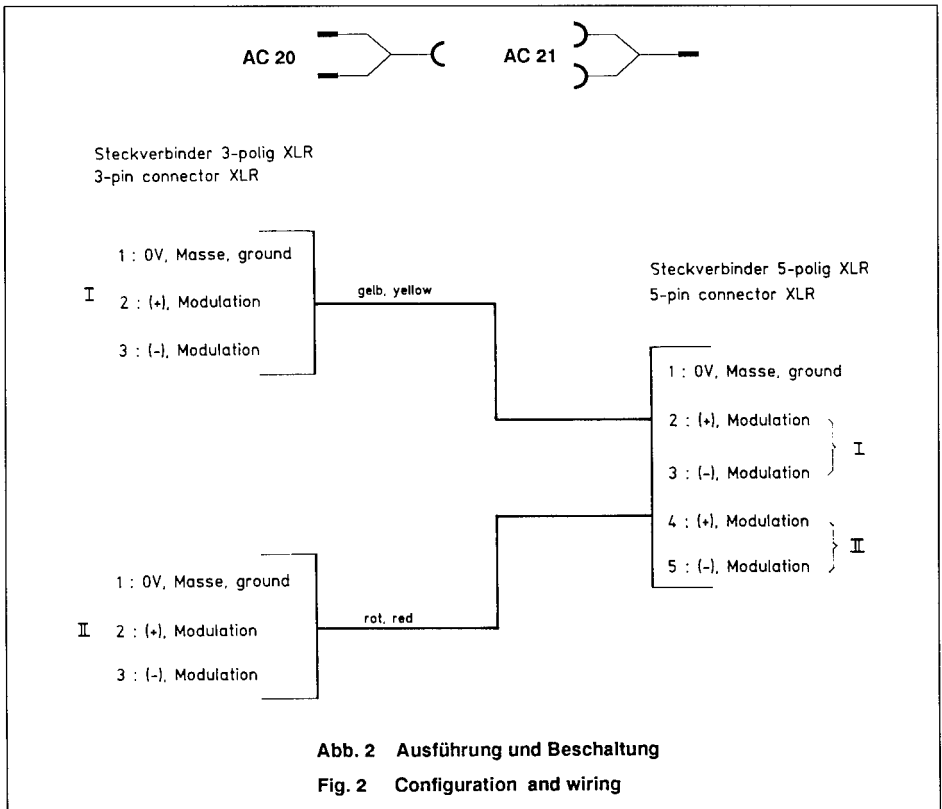 AC 20
AC 21
Steckverbinder 3-polig XLR
3-pin connector XLR
1 : 0V, Masse, ground
I
2 : (+), Modulation
3 : (-), Modulation
gelb, yellow
Steckverbinder 5-polig XLR
5-pin connector XLR
1 : 0V, Masse, ground
2 : (+), Modulation
I
3 : (-), Modulation
4 : (+), Modulation
II
5 : (-), Modulation
1 : 0V, Masse, ground
II
2 : (+), Modulation
3 : (-), Modulation
rot, red
Abb. 2 Ausführung und Beschaltung
Fig. 2 Configuration and wiring